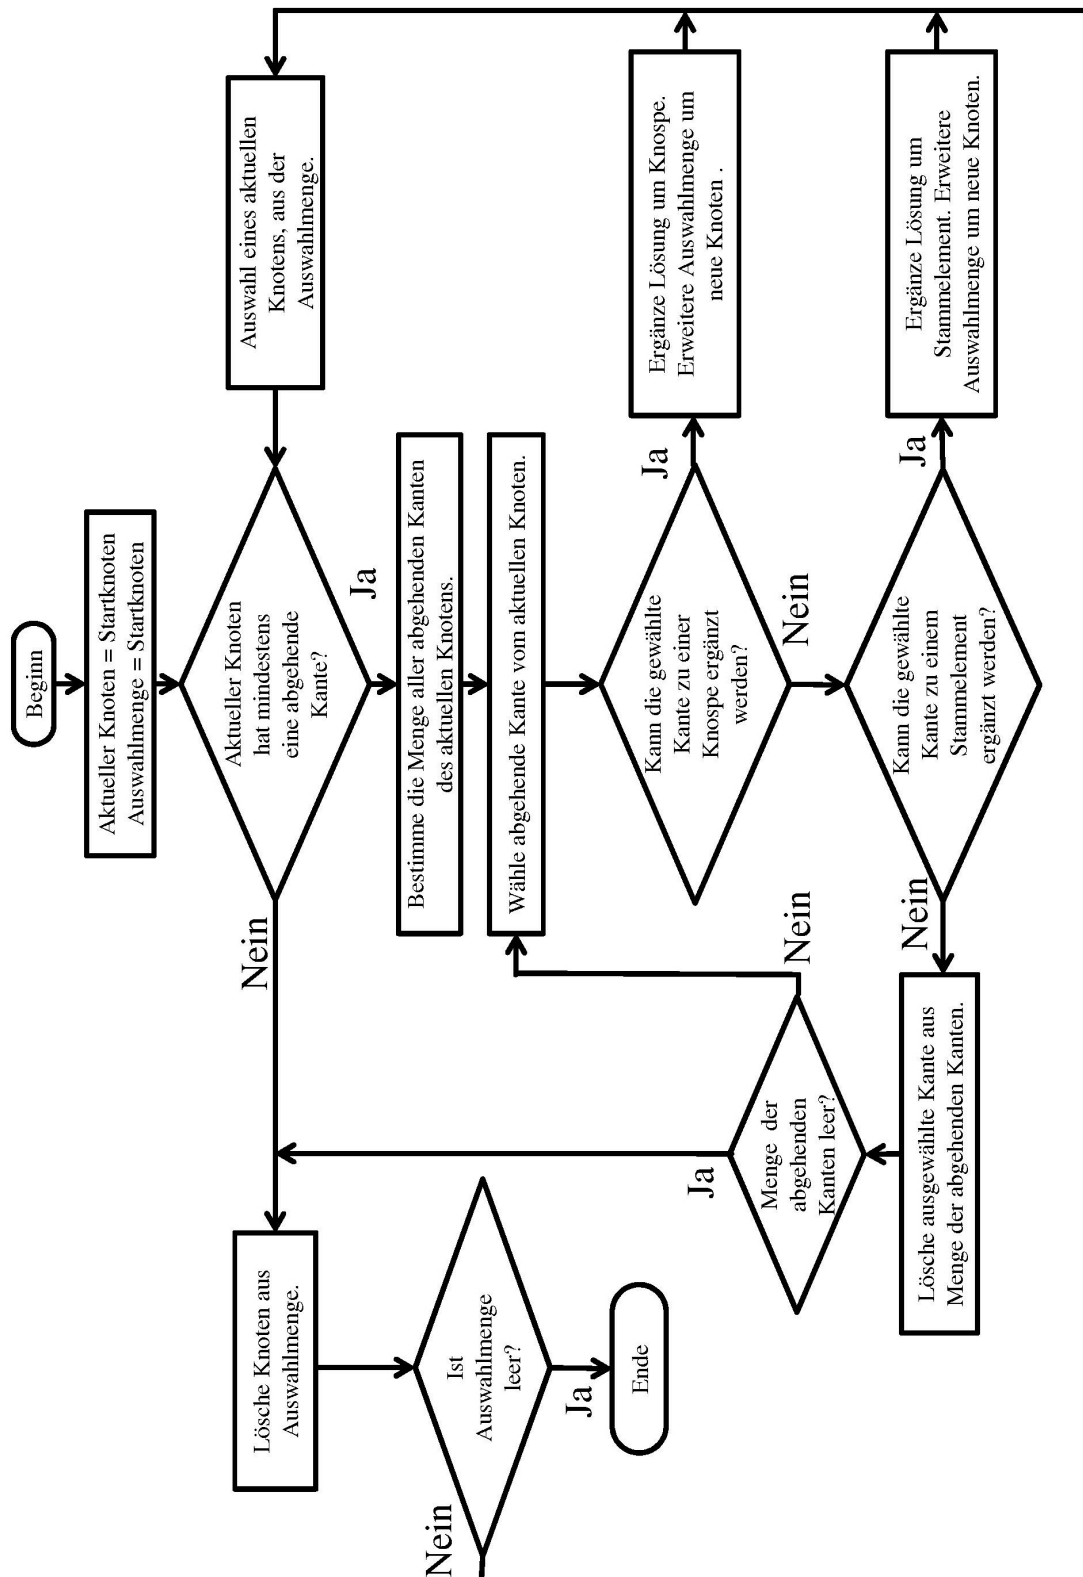 Beginn
Aktueller Knoten = Startknoten
Auswahlmenge = Startknoten
Aktueller Knoten
hat mindestens
eine abgehende
Kante?
Nein
Ja
Auswahl eines aktuellen
Knotens, aus der
Auswahlmenge.
Lösche Knoten aus
Auswahlmenge.
Ist
Auswahlmenge
leer?
Nein
Ja
Ende
Bestimme die Menge aller abgehenden Kanten
des aktuellen Knotens.
Wähle abgehende Kante vom aktuellen Knoten.
Kann die gewählte
Kante zu einer
Knospe ergänzt
werden?
Ja
Nein
Ergänze Lösung um Knospe.
Erweitere Auswahlmenge um
neue Knoten .
Kann die gewählte
Kante zu einem
Stammelement
ergänzt werden?
Ja
Nein
Ergänze Lösung um
Stammelement. Erweitere
Auswahlmenge um neue Knoten.
Lösche ausgewählte Kante aus
Menge der abgehenden Kanten.
Menge der
abgehenden
Kanten leer?
Ja
Nein